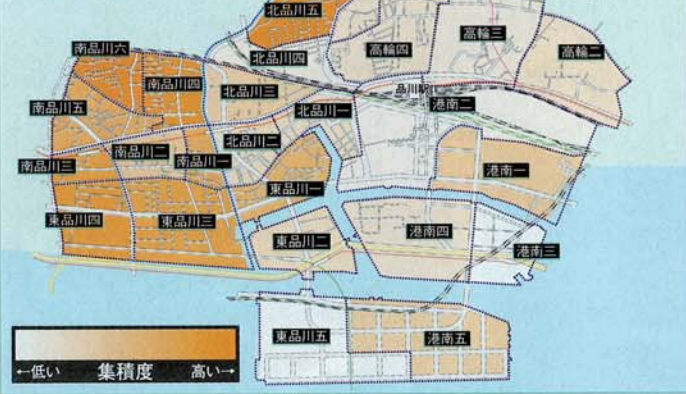 北品川五
高輪三
南品川六
高輪四
高輪二
北品川四
南品川四
北品川三
品川駅
南品川五
北品川一
港南二
北品川二
南品川二
南品川三
南品川一
港南一
東品川一
東品川四
東品川三
港南四
東品川二
港南三
東品川五
港南五
←低い 集積度 高い→